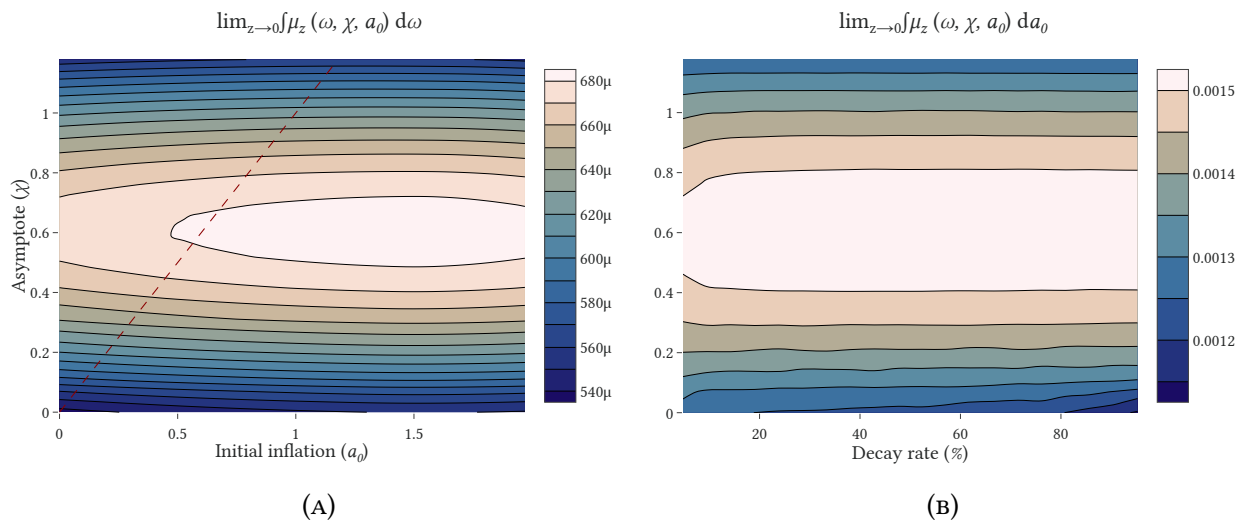 lim_{z→0}∫μ_z (ω, χ, a_0) dω
Asymptote (χ)
1
0.8
0.6
0.4
0.2
0
0
0.5
1
1.5
Initial inflation (a_0)
680μ
660μ
640μ
620μ
600μ
580μ
560μ
540μ
(A)
lim_{z→0}∫μ_z (ω, χ, a_0) da_0
1
0.8
0.6
0.4
0.2
0
20
40
60
80
Decay rate (%)
0.0015
0.0014
0.0013
0.0012
(B)